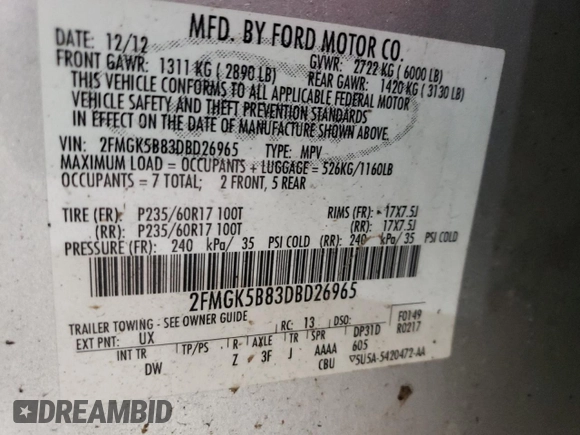 MFD. BY FORD MOTOR CO.
DATE: 12/12
GVWR: 2722 KG (6000 LB)
FRONT GAWR: 1311 KG (2890 LB)
REAR GAWR: 1420 KG (3130 LB)
THIS VEHICLE CONFORMS TO ALL APPLICABLE FEDERAL MOTOR
VEHICLE SAFETY AND THEFT PREVENTION STANDARDS
IN EFFECT ON THE DATE OF MANUFACTURE SHOWN ABOVE.
VIN: 2FMGK5B83DBD26965 TYPE: MPV
MAXIMUM LOAD = OCCUPANTS + LUGGAGE = 526KG/1160LB
OCCUPANTS = 7 TOTAL; 2 FRONT, 5 REAR
TIRE (FR): P235/60R17 100T RIMS (FR): 17X7.5J
(RR): P235/60R17 100T (RR): 17X7.5J
PRESSURE (FR): 240 kPa/ 35 PSI COLD (RR): 240 kPa/ 35 PSI COLD
2FMGK5B83DBD26965
TRAILER TOWING - SEE OWNER GUIDE
RC: 13 DSO: F0149
EXT PNT: UX DP31D R0217
INT TR TP/PS R- AXLE TR SPR 605
DW Z 3F J AAAA
CBU 5U5A-5420472-AA
DREAMBID